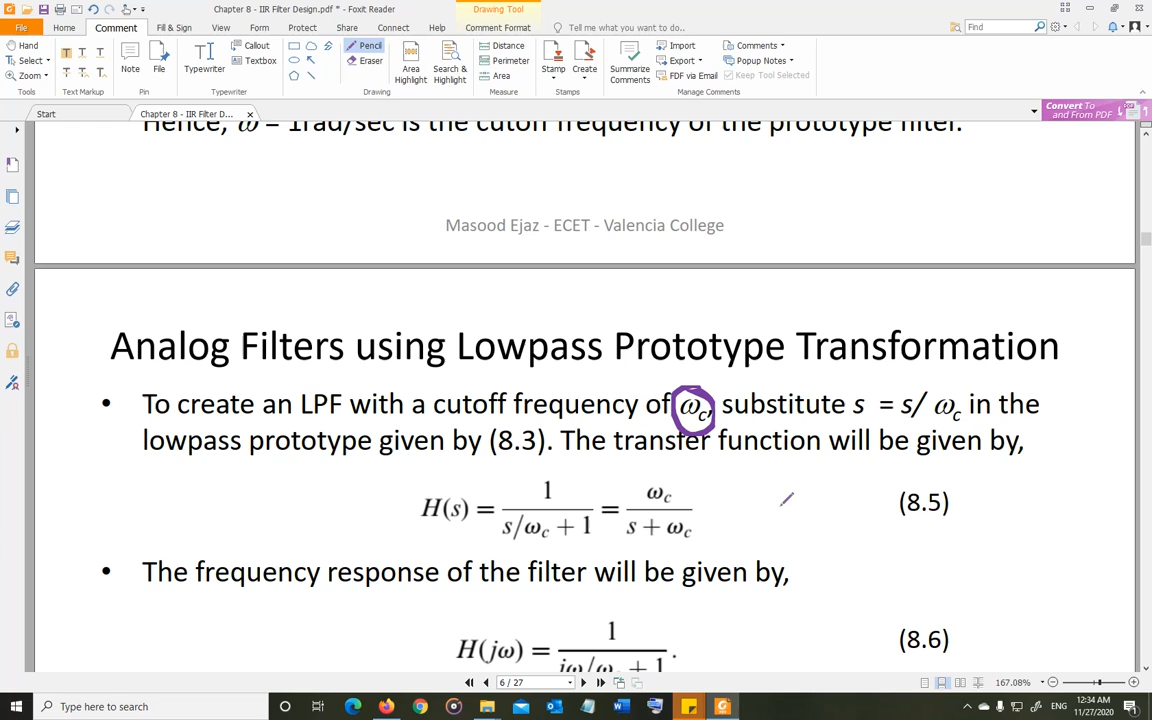 Chapter 8 - IIR Filter Design.pdf * - Foxit Reader
Drawing Tool
File Home Comment Fill & Sign View Form Protect Share Connect Help Comment Format Tell me what you want to do... Find
Hand
Select
Zoom
Tools
Text Markup
Note
File
Pin
Typewriter
Callout
Textbox
Typewriter
Pencil
Eraser
Drawing
Area Highlight
Search & Highlight
Distance
Perimeter
Area
Measure
Stamp
Create
Stamps
Summarize Comments
Import
Export
FDF via Email
Comments
Popup Notes
Keep Tool Selected
Manage Comments
Start
Chapter 8 - IIR Filter D...
Convert To
and From PDF
Hence, ω = 1rad/sec is the cutoff frequency of the prototype filter.
Masood Ejaz - ECET - Valencia College
Analog Filters using Lowpass Prototype Transformation
• To create an LPF with a cutoff frequency of ωc, substitute s = s/ ωc in the
lowpass prototype given by (8.3). The transfer function will be given by,
H(s) = 1 / (s/ωc + 1) = ωc / (s + ωc) (8.5)
• The frequency response of the filter will be given by,
H(jω) = 1 / (jω/ωc + 1). (8.6)
6 / 27
167.08%
Type here to search
ENG
12:34 AM
11/27/2020